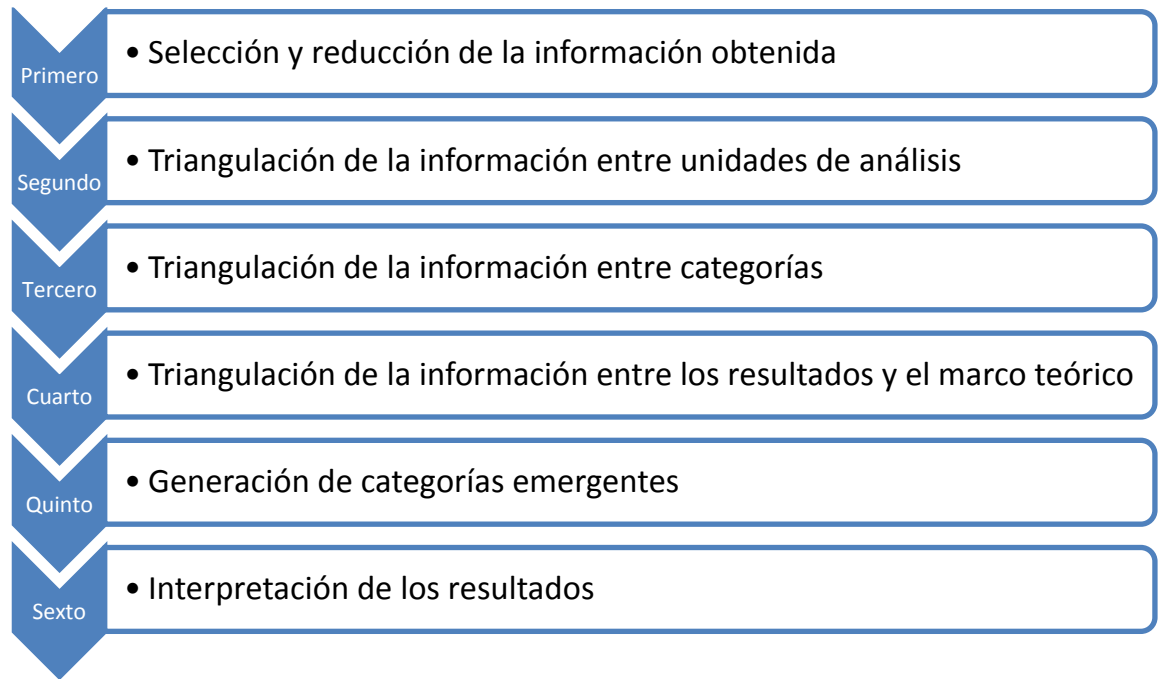 Primero
• Selección y reducción de la información obtenida
Segundo
• Triangulación de la información entre unidades de análisis
Tercero
• Triangulación de la información entre categorías
Cuarto
• Triangulación de la información entre los resultados y el marco teórico
Quinto
• Generación de categorías emergentes
Sexto
• Interpretación de los resultados